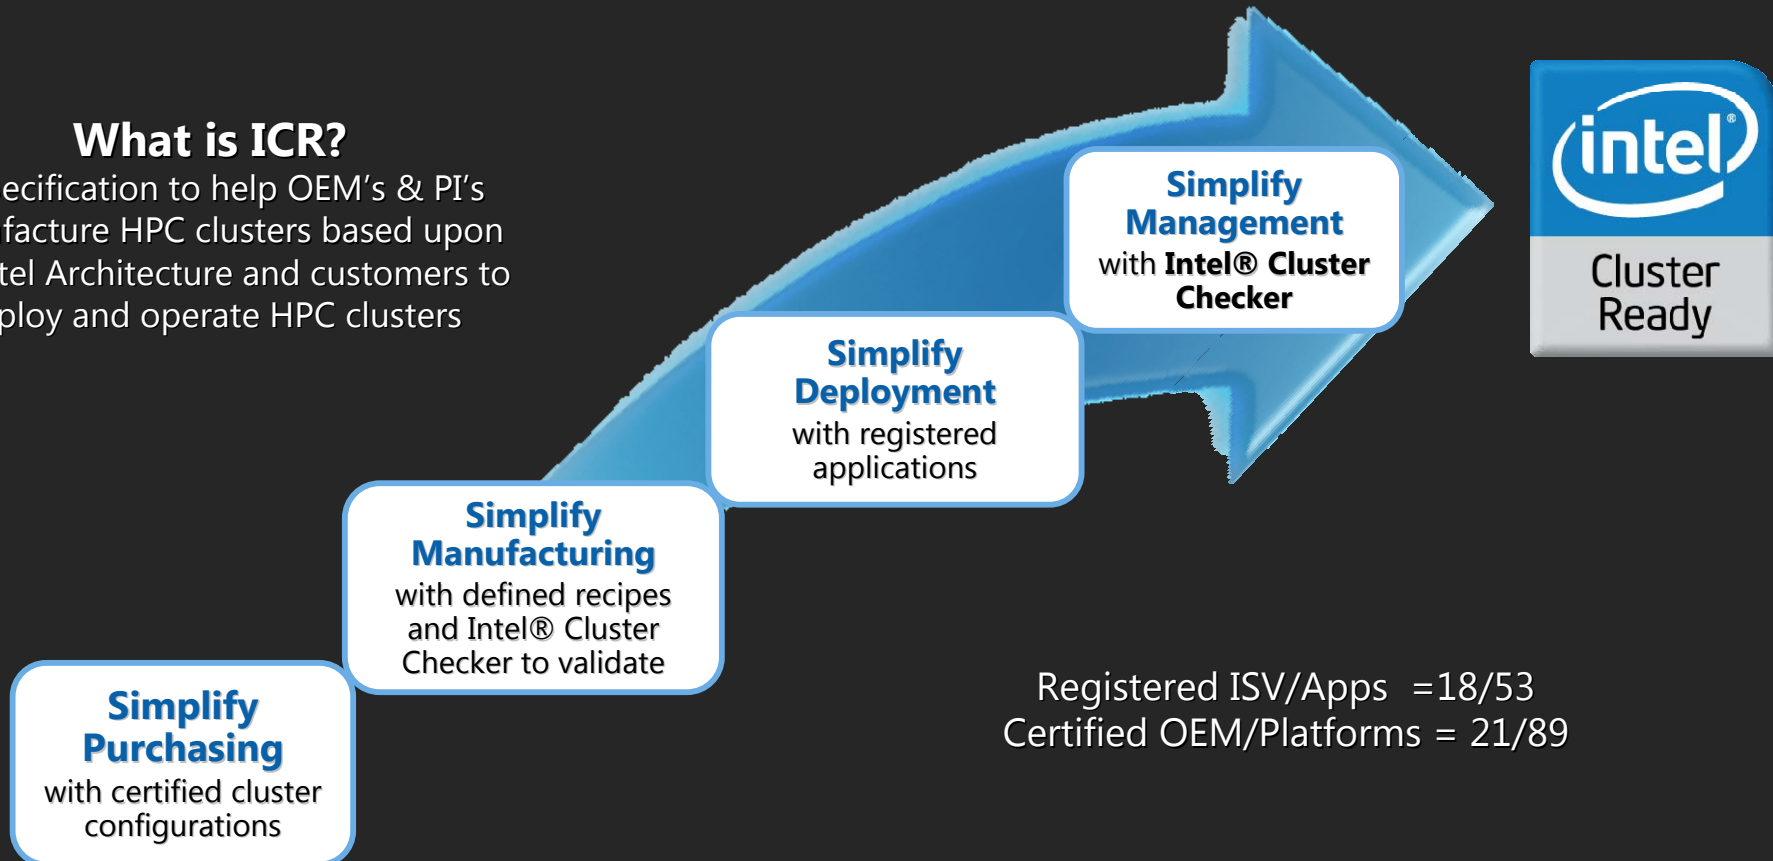 What is ICR?
ecification to help OEM's & PI's
facture HPC clusters based upon
tel Architecture and customers to
ploy and operate HPC clusters
intel®
Cluster
Ready
Simplify
Management
with Intel® Cluster
Checker
Simplify
Deployment
with registered
applications
Simplify
Manufacturing
with defined recipes
and Intel® Cluster
Checker to validate
Simplify
Purchasing
with certified cluster
configurations
Registered ISV/Apps =18/53
Certified OEM/Platforms = 21/89